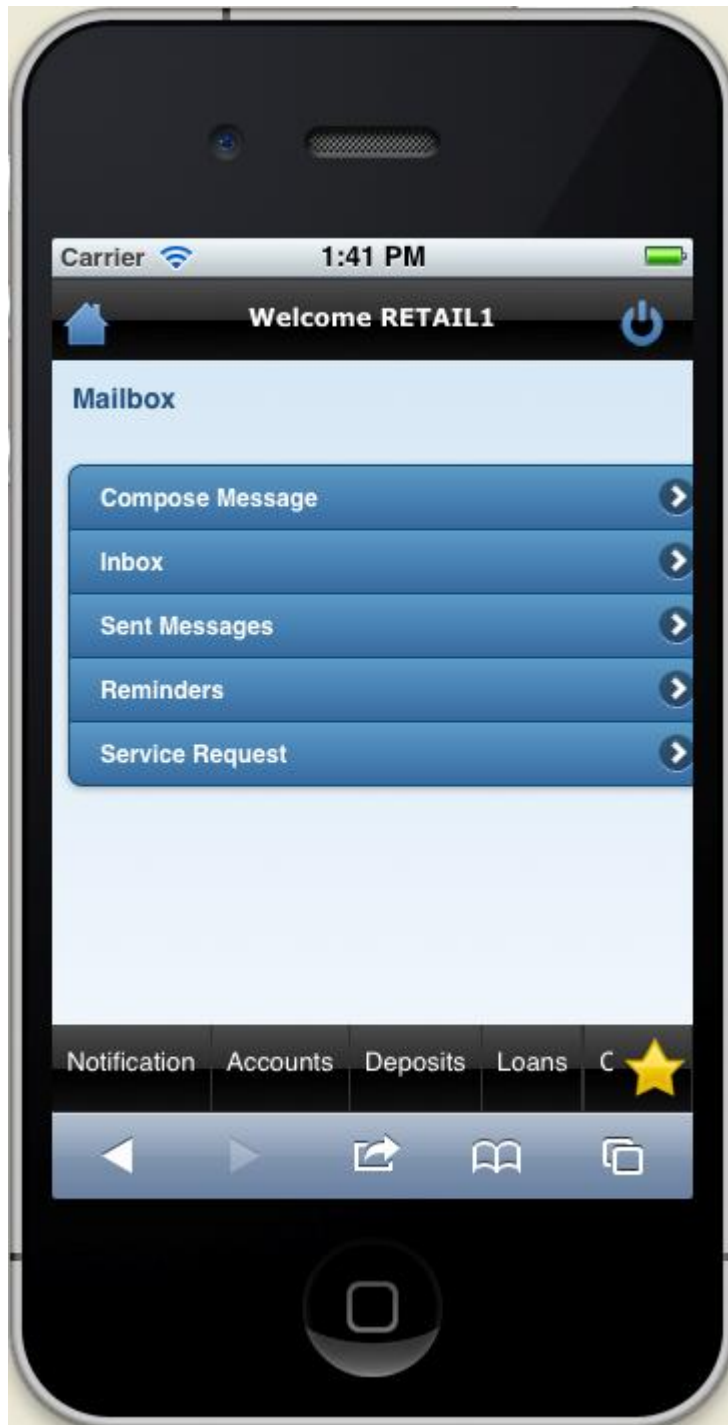 Carrier 1:41 PM
Welcome RETAIL1
Mailbox
Compose Message
Inbox
Sent Messages
Reminders
Service Request
Notification Accounts Deposits Loans C